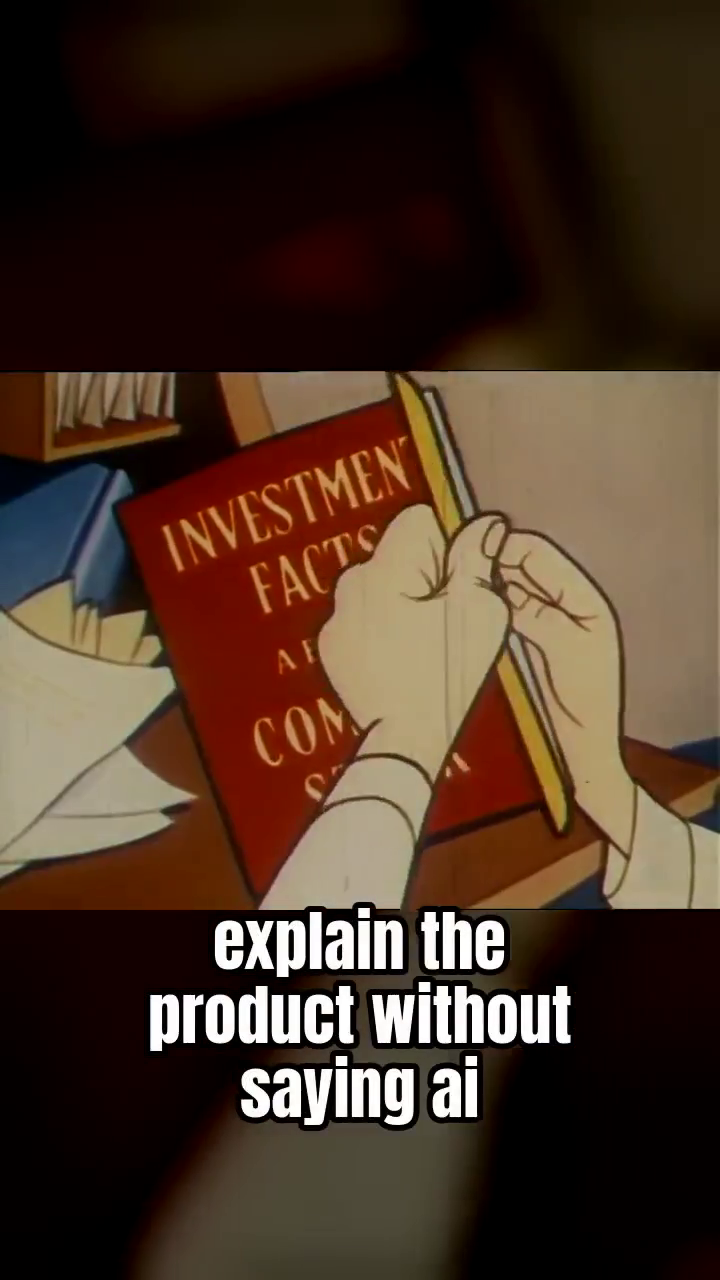 INVESTMENT
FACTS
A
explain the
product without
saying ai